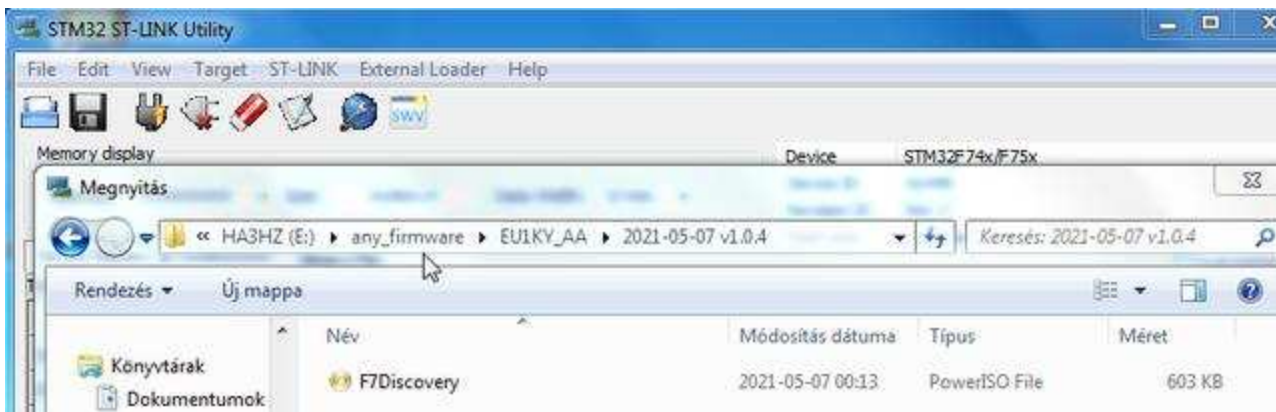 STM32 ST-LINK Utility
File Edit View Target ST-LINK External Loader Help
SWV
Memory display Device STM32F74x/F75x
Megnyitás
« HA3HZ (E:) ▸ any_firmware ▸ EU1KY_AA ▸ 2021-05-07 v1.0.4 Keresés: 2021-05-07 v1.0.4
Rendezés Új mappa
Név Módosítás dátuma Típus Méret
Könyvtárak
F7Discovery 2021-05-07 00:13 PowerISO File 603 KB
Dokumentumok